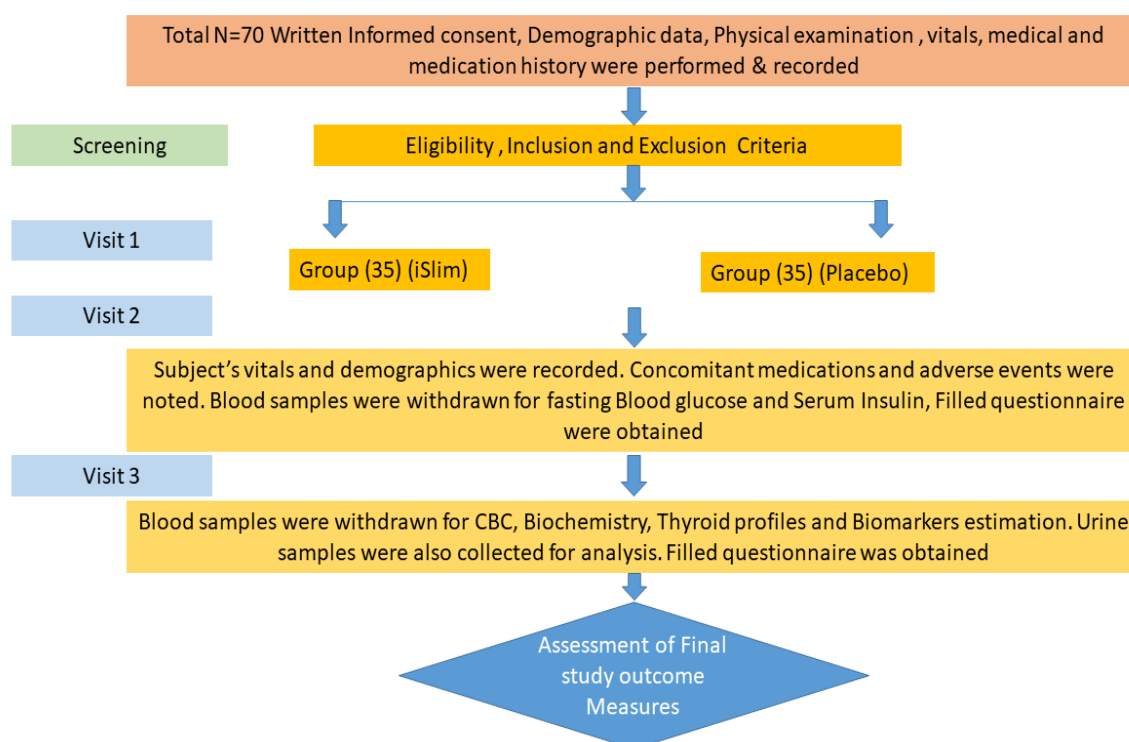 Total N=70 Written Informed consent, Demographic data, Physical examination , vitals, medical and
medication history were performed & recorded
Screening
Eligibility , Inclusion and Exclusion Criteria
Visit 1
Group (35) (iSlim)
Group (35) (Placebo)
Visit 2
Subject’s vitals and demographics were recorded. Concomitant medications and adverse events were
noted. Blood samples were withdrawn for fasting Blood glucose and Serum Insulin, Filled questionnaire
were obtained
Visit 3
Blood samples were withdrawn for CBC, Biochemistry, Thyroid profiles and Biomarkers estimation. Urine
samples were also collected for analysis. Filled questionnaire was obtained
Assessment of Final
study outcome
Measures